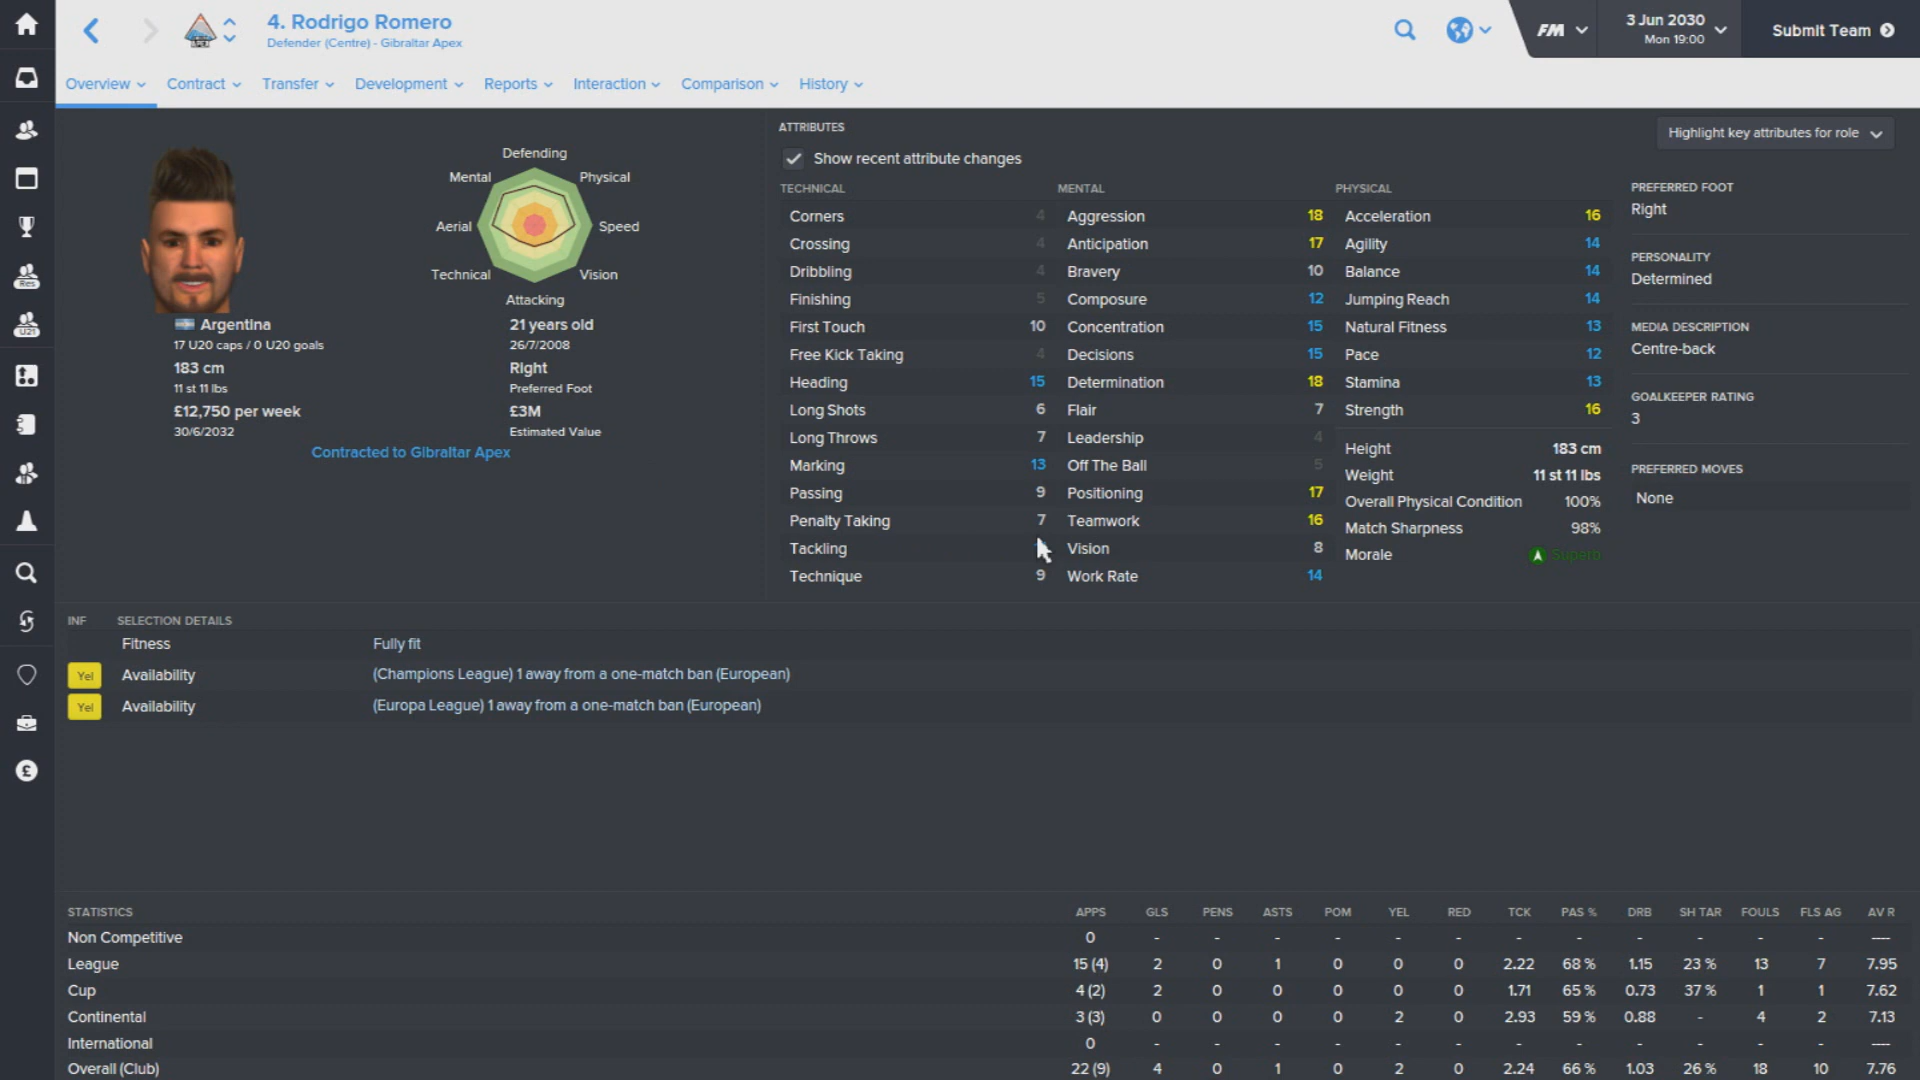 4. Rodrigo Romero
Defender (Centre) - Gibraltar Apex
FM
3 Jun 2030
Mon 19:00
Submit Team
Overview
Contract
Transfer
Development
Reports
Interaction
Comparison
History
Res
U21
Defending
Mental
Physical
Aerial
Speed
Technical
Vision
Attacking
Argentina
17 U20 caps / 0 U20 goals
183 cm
11 st 11 lbs
£12,750 per week
30/6/2032
21 years old
26/7/2008
Right
Preferred Foot
£3M
Estimated Value
Contracted to Gibraltar Apex
ATTRIBUTES
Show recent attribute changes
Highlight key attributes for role
TECHNICAL
Corners 4
Crossing 4
Dribbling 4
Finishing 5
First Touch 10
Free Kick Taking 4
Heading 15
Long Shots 6
Long Throws 7
Marking 13
Passing 9
Penalty Taking 7
Tackling
Technique 9
MENTAL
Aggression 18
Anticipation 17
Bravery 10
Composure 12
Concentration 15
Decisions 15
Determination 18
Flair 7
Leadership 4
Off The Ball 5
Positioning 17
Teamwork 16
Vision 8
Work Rate 14
PHYSICAL
Acceleration 16
Agility 14
Balance 14
Jumping Reach 14
Natural Fitness 13
Pace 12
Stamina 13
Strength 16
Height 183 cm
Weight 11 st 11 lbs
Overall Physical Condition 100%
Match Sharpness 98%
Morale Superb
PREFERRED FOOT
Right
PERSONALITY
Determined
MEDIA DESCRIPTION
Centre-back
GOALKEEPER RATING
3
PREFERRED MOVES
None
INF SELECTION DETAILS
Fitness Fully fit
Yel Availability (Champions League) 1 away from a one-match ban (European)
Yel Availability (Europa League) 1 away from a one-match ban (European)
STATISTICS APPS GLS PENS ASTS POM YEL RED TCK PAS % DRB SH TAR FOULS FLS AG AV R
Non Competitive 0 - - - - - - - - - - - - ----
League 15 (4) 2 0 1 0 0 0 2.22 68 % 1.15 23 % 13 7 7.95
Cup 4 (2) 2 0 0 0 0 0 1.71 65 % 0.73 37 % 1 1 7.62
Continental 3 (3) 0 0 0 0 2 0 2.93 59 % 0.88 - 4 2 7.13
International 0 - - - - - - - - - - - - ----
Overall (Club) 22 (9) 4 0 1 0 2 0 2.24 66 % 1.03 26 % 18 10 7.76